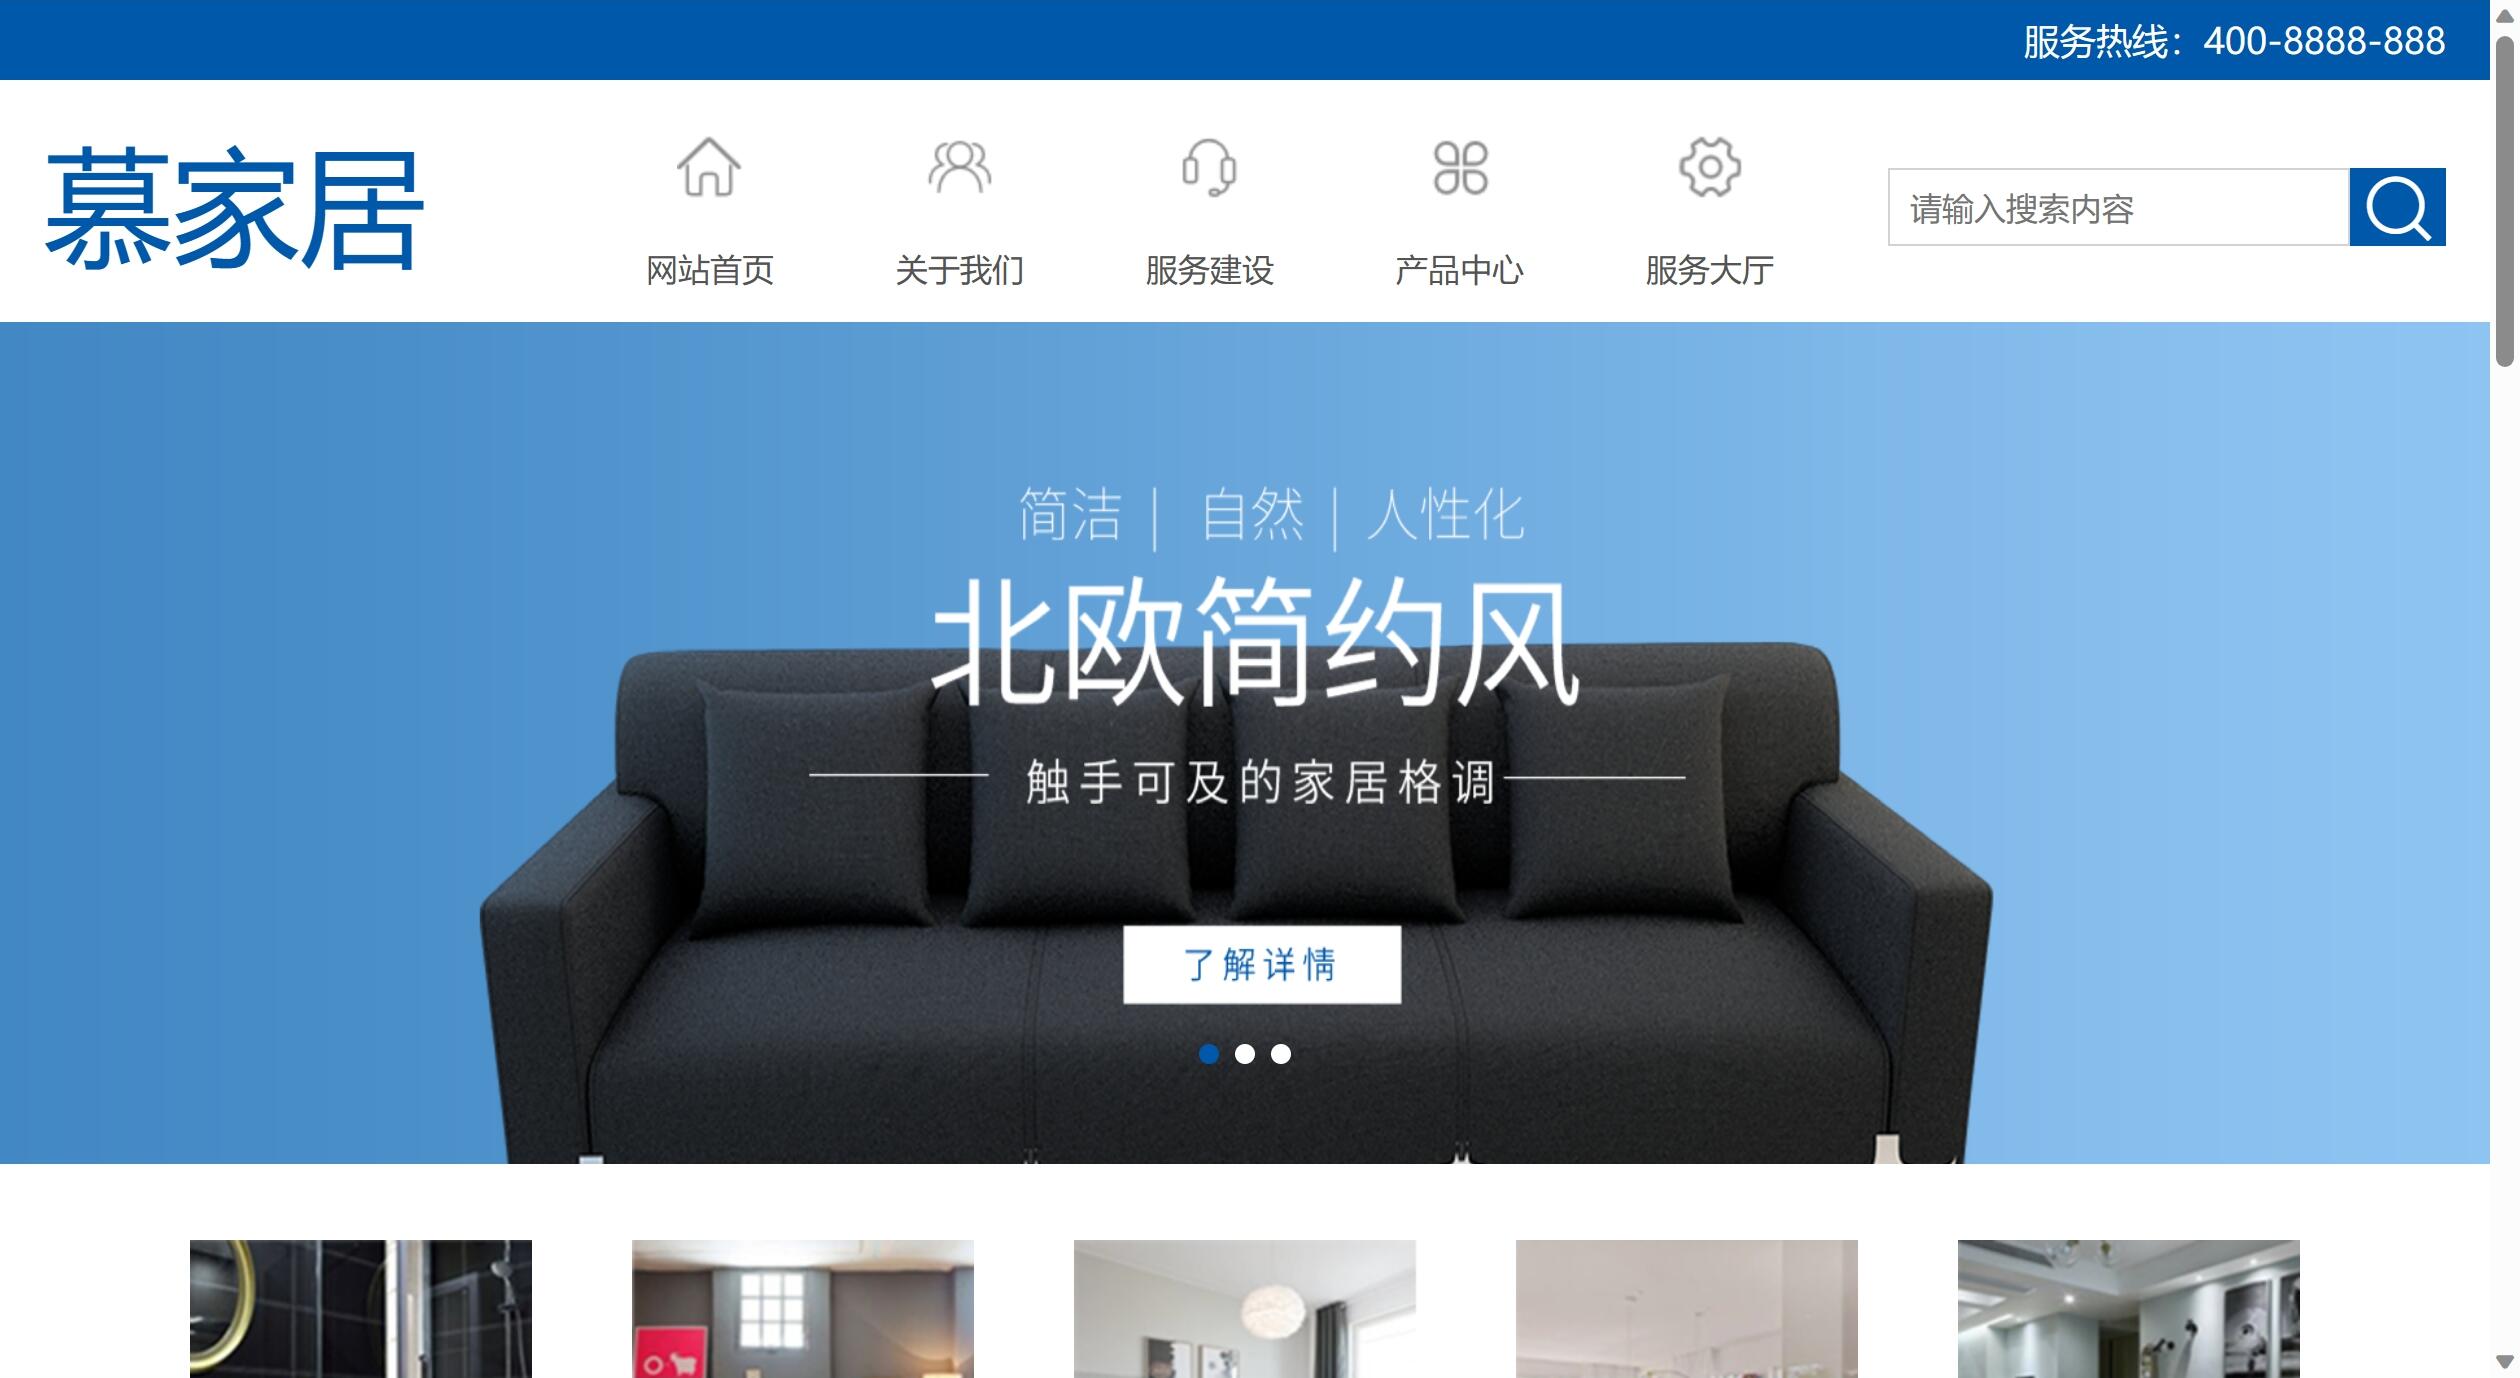 服务热线：400-8888-888
慕家居
网站首页
关于我们
服务建设
产品中心
服务大厅
请输入搜索内容
简洁｜ 自然｜人性化
北欧简约风
触手可及的家居格调
了解详情